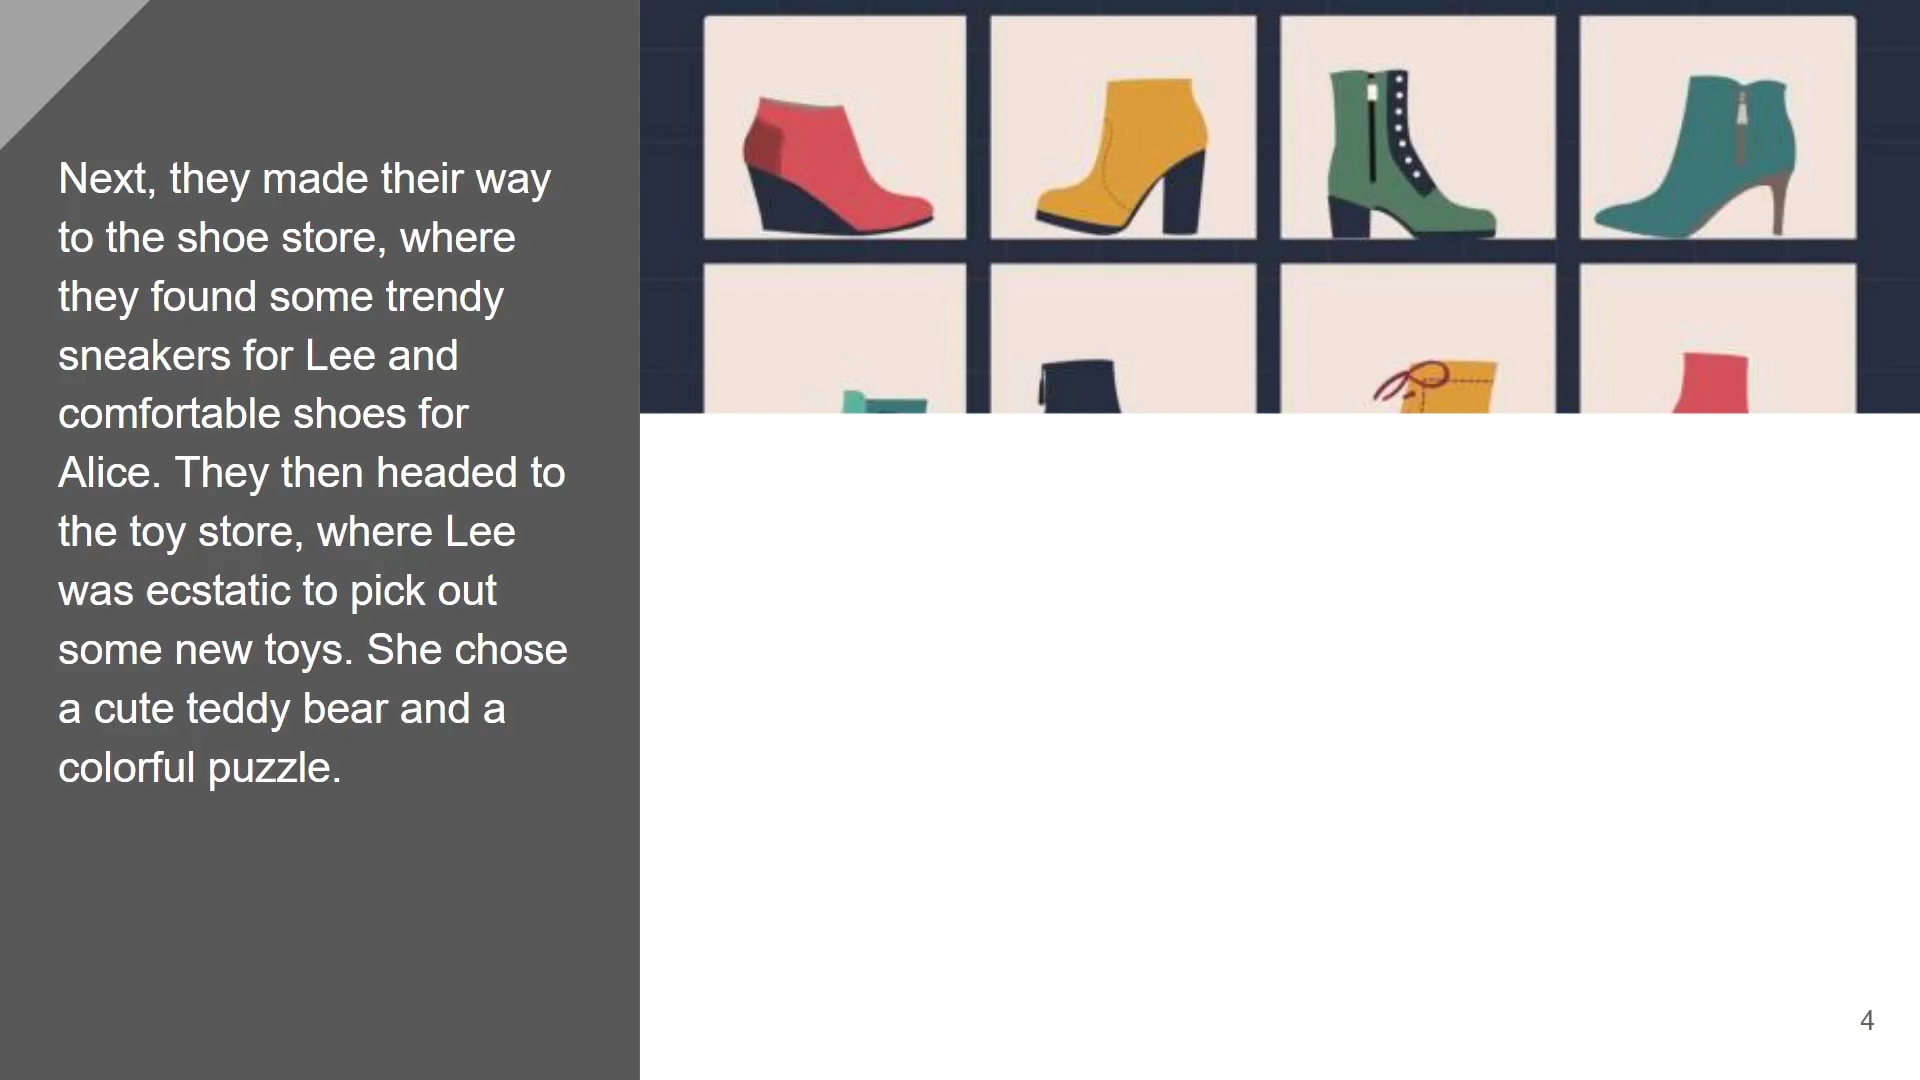 Next, they made their way
to the shoe store, where
they found some trendy
sneakers for Lee and
comfortable shoes for
Alice. They then headed to
the toy store, where Lee
was ecstatic to pick out
some new toys. She chose
a cute teddy bear and a
colorful puzzle.
4